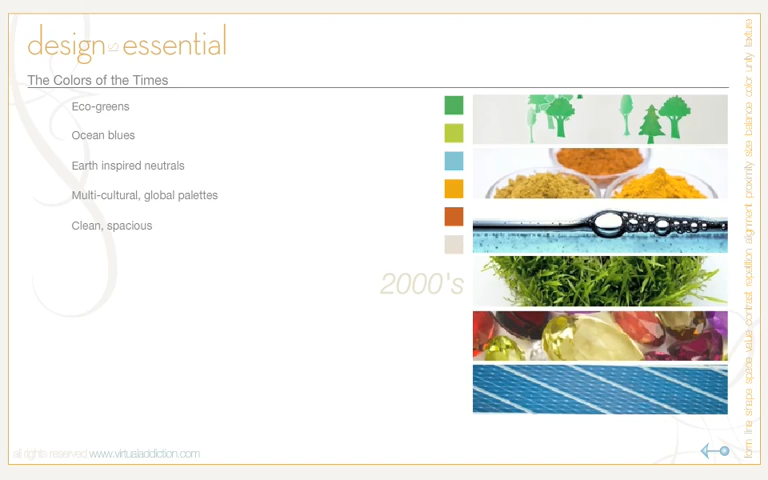 design is essential
The Colors of the Times
Eco-greens
Ocean blues
Earth inspired neutrals
Multi-cultural, global palettes
Clean, spacious
2000's
form line shape space value contrast repetition alignment proximity size balance color unity texture
all rights reserved www.virtualaddiction.com